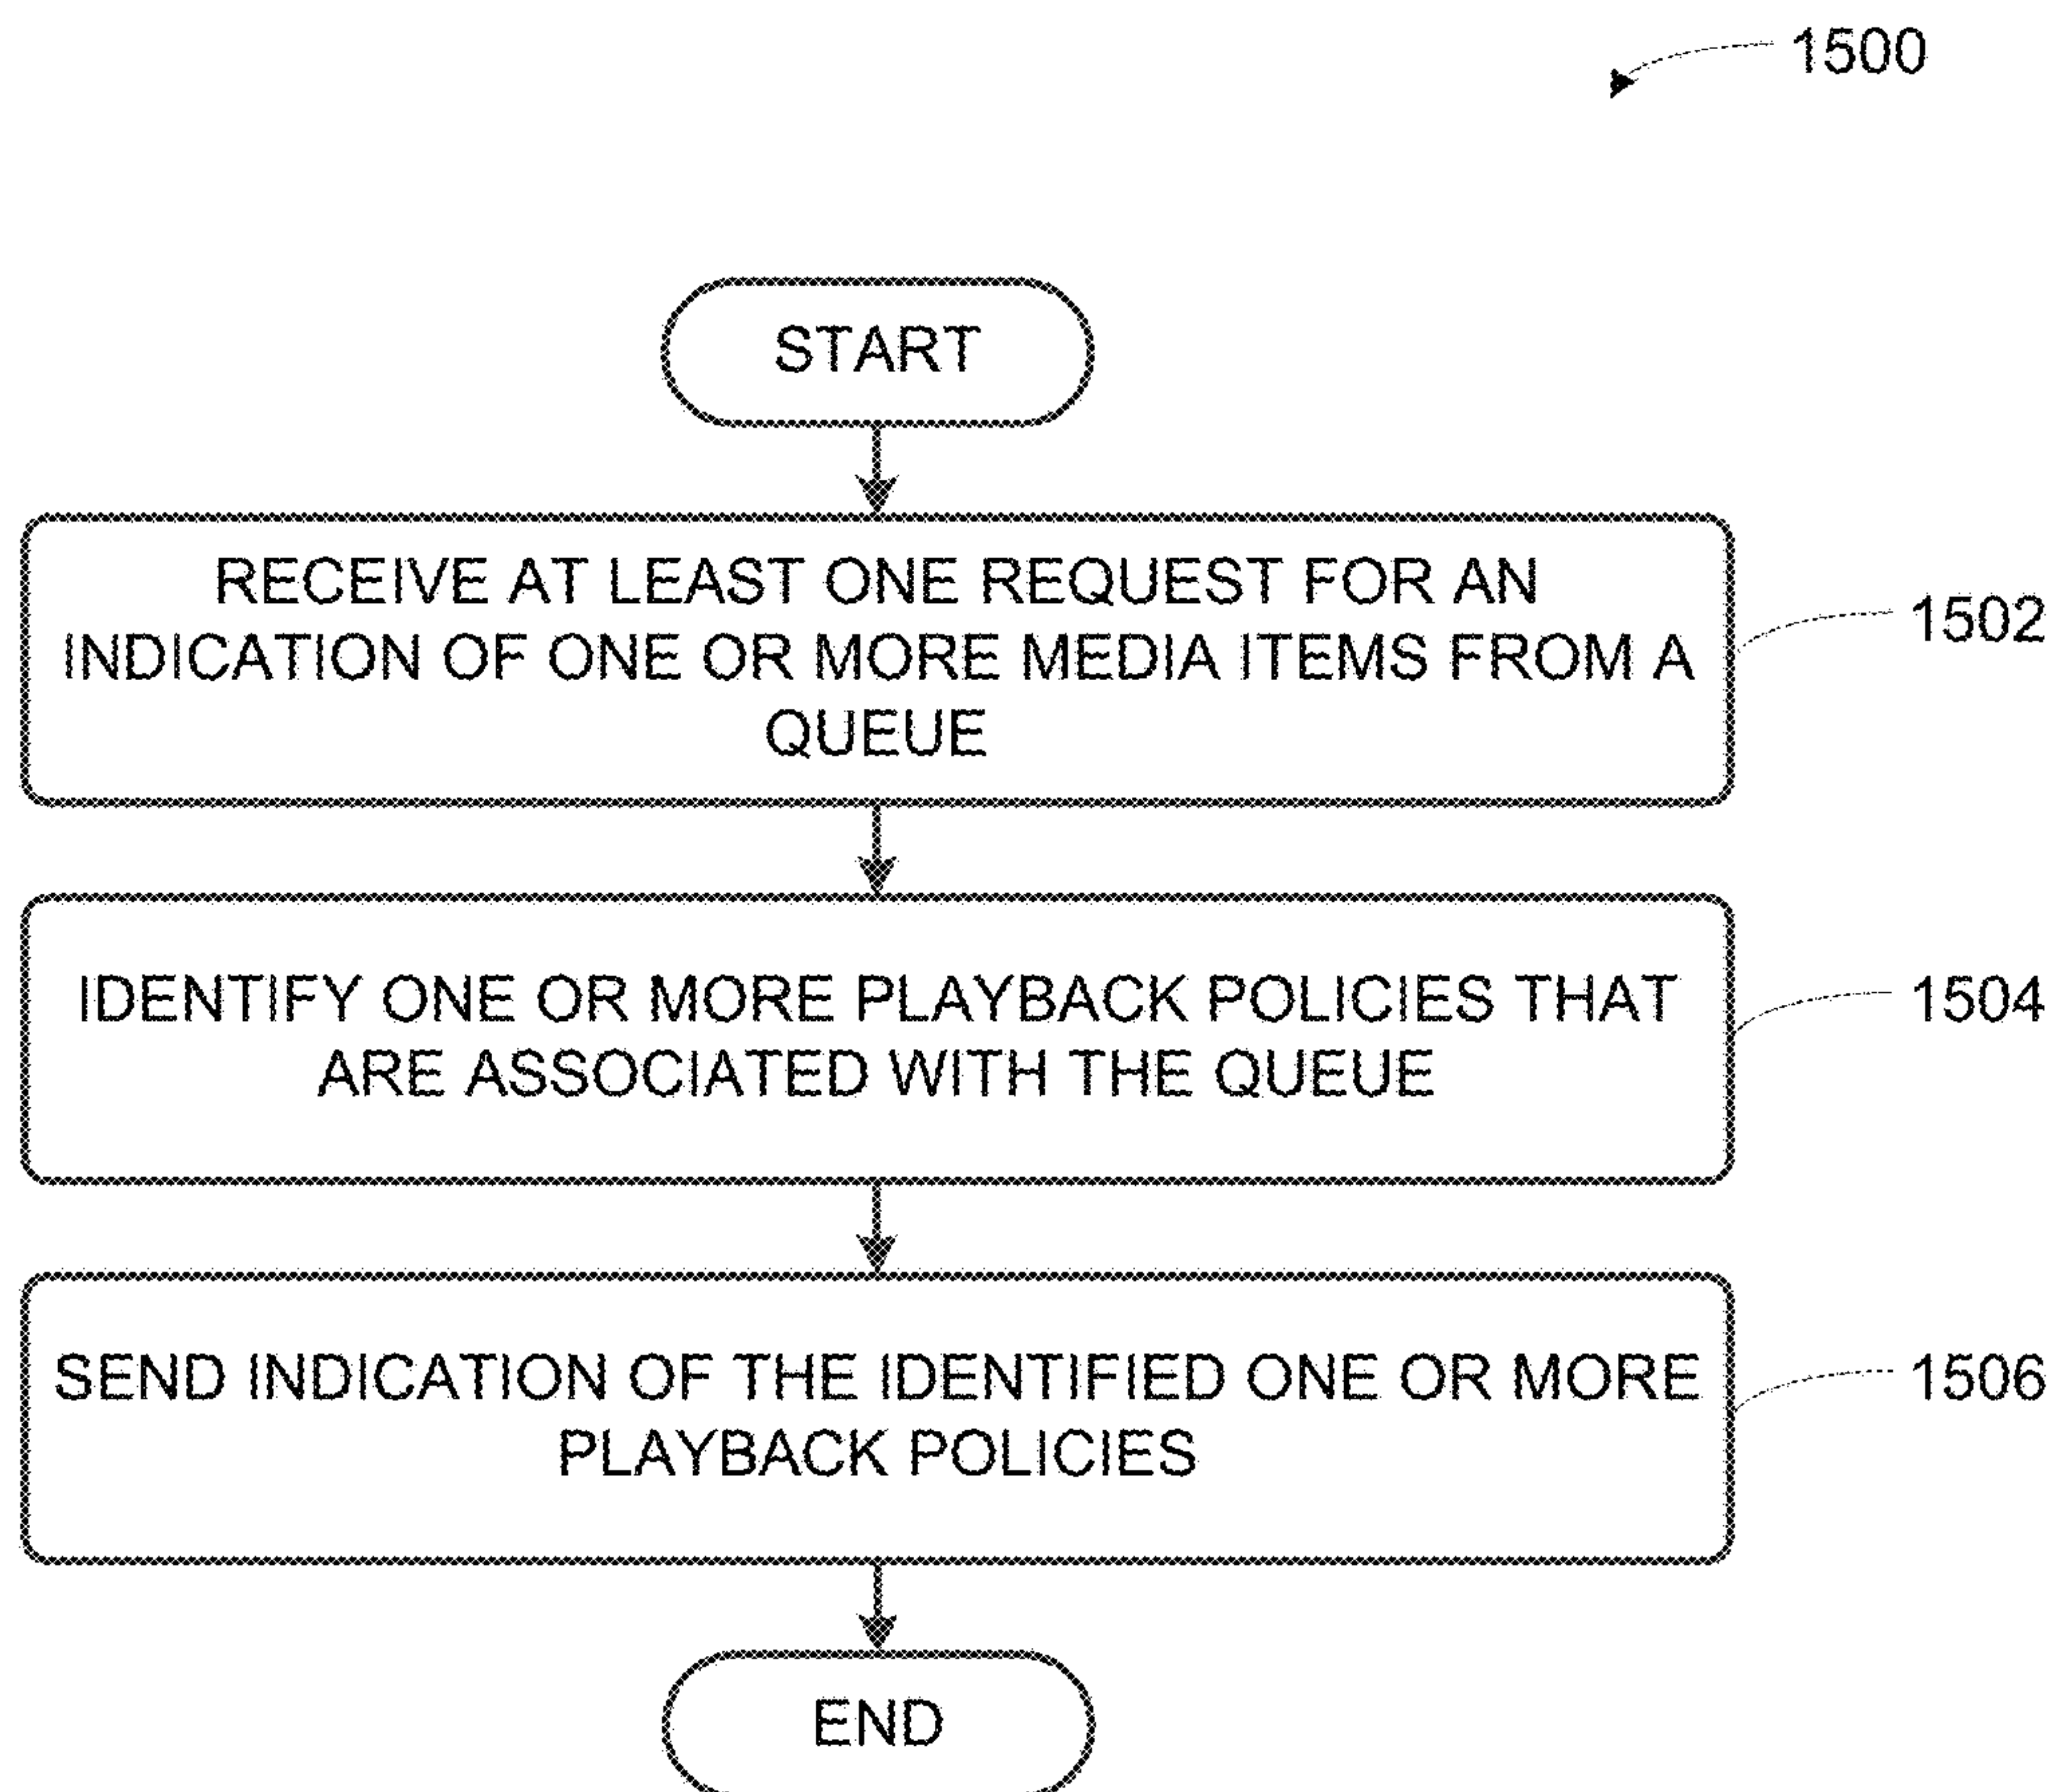 1500
START
RECEIVE AT LEAST ONE REQUEST FOR AN
INDICATION OF ONE OR MORE MEDIA ITEMS FROM A
QUEUE
1502
IDENTIFY ONE OR MORE PLAYBACK POLICIES THAT
ARE ASSOCIATED WITH THE QUEUE
1504
SEND INDICATION OF THE IDENTIFIED ONE OR MORE
PLAYBACK POLICIES
1506
END